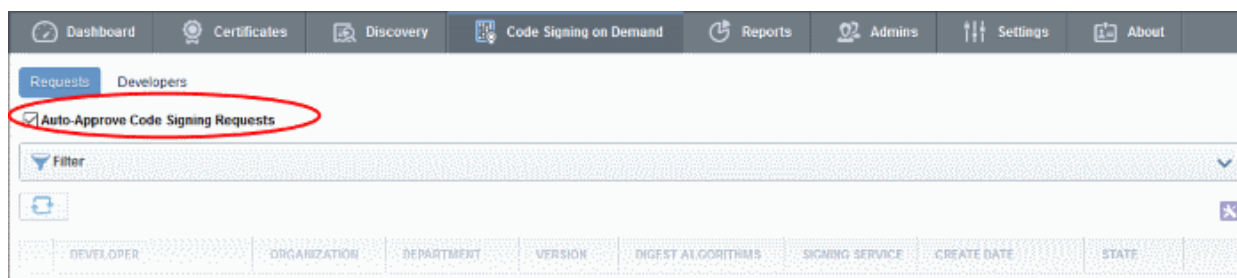 Dashboard Certificates Discovery Code Signing on Demand Reports Admins Settings About
Requests Developers
Auto-Approve Code Signing Requests
Filter
DEVELOPER ORGANIZATION DEPARTMENT VERSION DIGEST ALGORITHMS SIGNING SERVICE CREATE DATE STATE